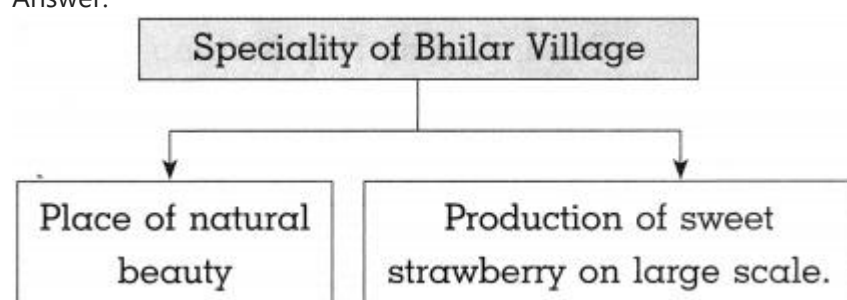 Answer:
Speciality of Bhilar Village
Place of natural
beauty
Production of sweet
strawberry on large scale.